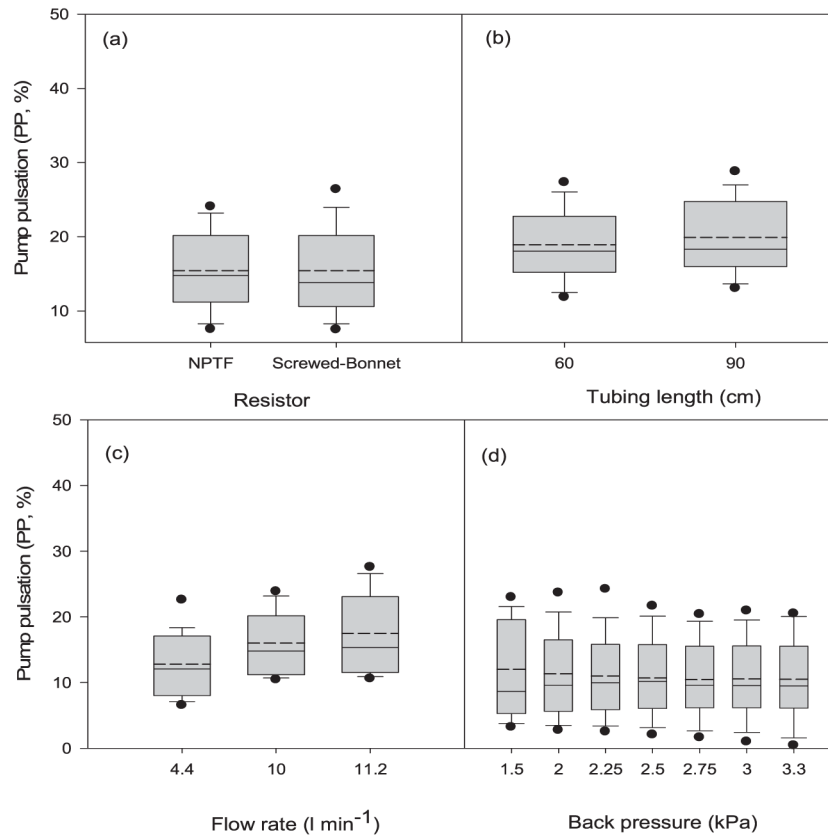 50
40
30
20
10
Pump pulsation (PP, %)
(a)
(b)
NPTF Screwed-Bonnet
60 90
Resistor
Tubing length (cm)
50
40
30
20
10
0
Pump pulsation (PP, %)
(c)
(d)
4.4 10 11.2
1.5 2 2.25 2.5 2.75 3 3.3
Flow rate (l min-1)
Back pressure (kPa)